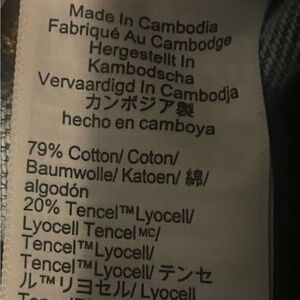 Made In Cambodia
Fabriqué Au Cambodge
Hergestellt In
Kambodscha
Vervaardigd In Cambodja
カンボジア製
hecho en camboya
79% Cotton/ Coton/
Baumwolle/ Katoen/ 綿/
algodón
20% Tencel™Lyocell/
Lyocell Tencel MC/
Tencel™Lyocell/
Tencel™Lyocell/ テンセ
ル™リヨセル/ Lyocell